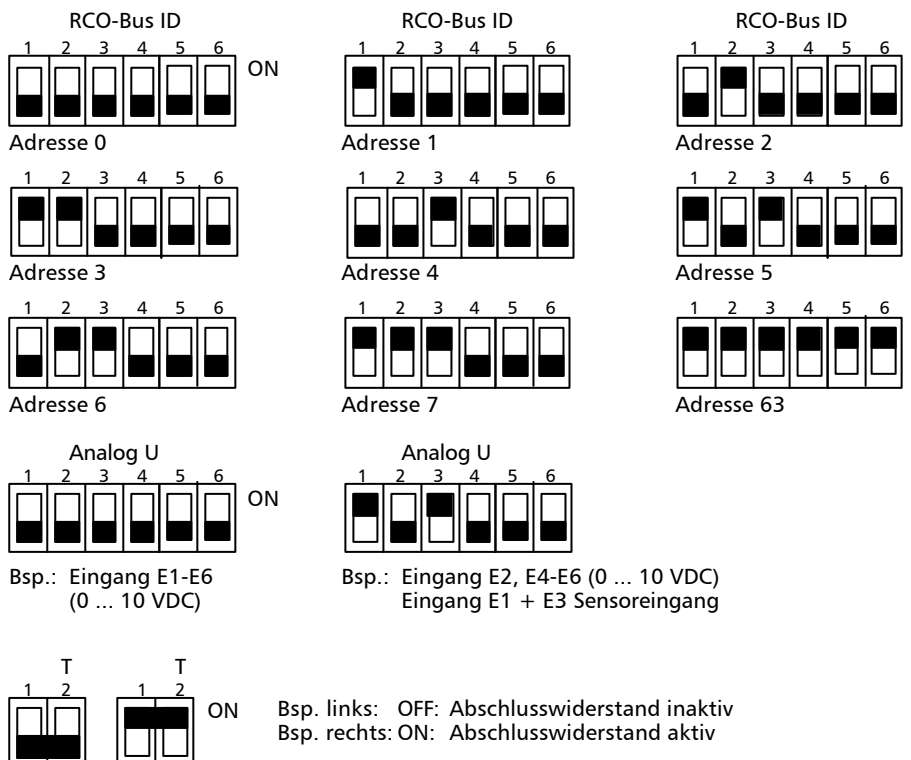 RCO-Bus ID RCO-Bus ID RCO-Bus ID
1 2 3 4 5 6 ON 1 2 3 4 5 6 1 2 3 4 5 6
Adresse 0 Adresse 1 Adresse 2
1 2 3 4 5 6 1 2 3 4 5 6 1 2 3 4 5 6
Adresse 3 Adresse 4 Adresse 5
1 2 3 4 5 6 1 2 3 4 5 6 1 2 3 4 5 6
Adresse 6 Adresse 7 Adresse 63
Analog U Analog U
1 2 3 4 5 6 ON 1 2 3 4 5 6
Bsp.: Eingang E1-E6 Bsp.: Eingang E2, E4-E6 (0 ... 10 VDC)
(0 ... 10 VDC) Eingang E1 + E3 Sensoreingang
T T
1 2 1 2 ON
Bsp. links: OFF: Abschlusswiderstand inaktiv
Bsp. rechts: ON: Abschlusswiderstand aktiv